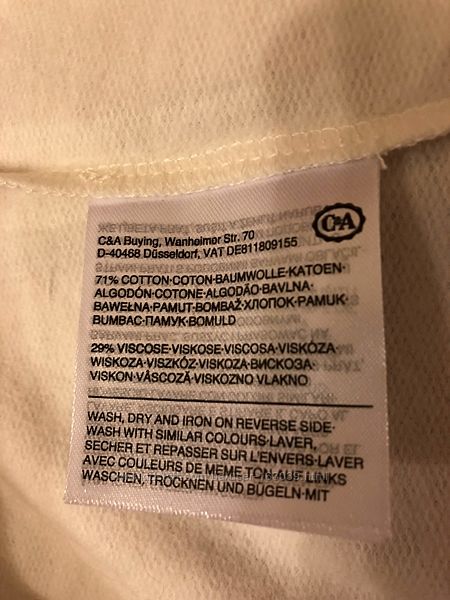 C&A
C&A Buying, Wanheimer Str. 70
D-40468 Düsseldorf, VAT DE811809155
71% COTTON·COTON·BAUMWOLLE·KATOEN·
ALGODÓN·COTONE·ALGODÃO·BAVLNA·
BAWEŁNA·PAMUT·BOMBAŽ·ХЛОПОК·PAMUK·
BUMBAC·ПАМУК·BOMULD
29% VISCOSE·VISKOSE·VISCOSA·VISKÓZA·
WISKOZA·VISZKÓZ·VISKOZA·ВИСКОЗА·
VISKON·VÂSCOZĂ·VISKOZNO VLAKNO
WASH, DRY AND IRON ON REVERSE SIDE·
WASH WITH SIMILAR COLOURS·LAVER,
SECHER ET REPASSER SUR L'ENVERS·LAVER
AVEC COULEURS DE MEME TON·AUF LINKS
WASCHEN, TROCKNEN UND BÜGELN·MIT